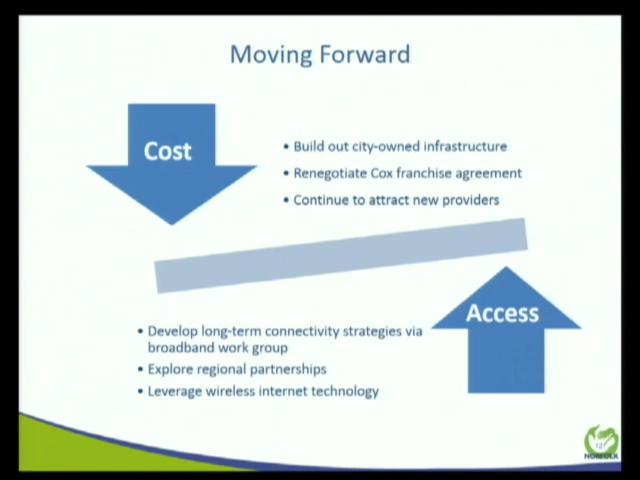 Moving Forward
Cost
• Build out city-owned infrastructure
• Renegotiate Cox franchise agreement
• Continue to attract new providers
Access
• Develop long-term connectivity strategies via
broadband work group
• Explore regional partnerships
• Leverage wireless internet technology
12
NORFOLK